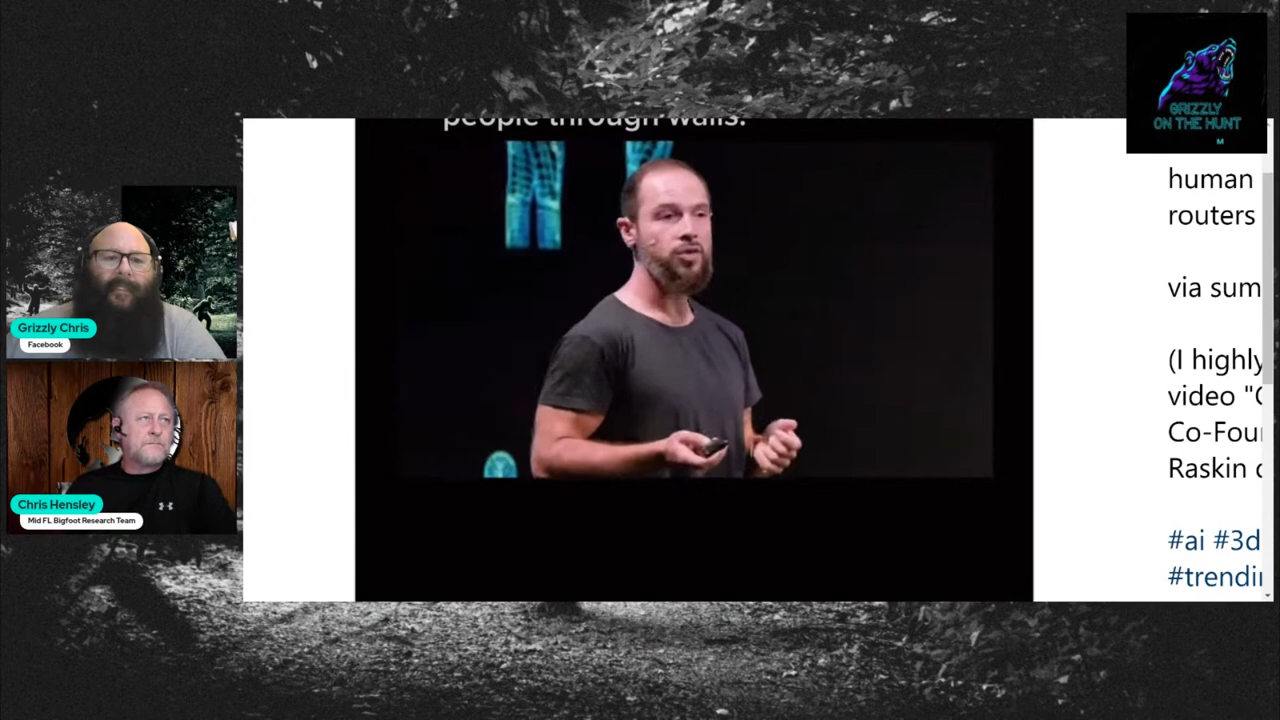 GRIZZLY
ON THE HUNT
M
people through walls.
human
routers
via sum
(I highly
video "C
Co-Four
Raskin c
#ai #3d
#trendin
Grizzly Chris
Facebook
Chris Hensley
Mid FL Bigfoot Research Team